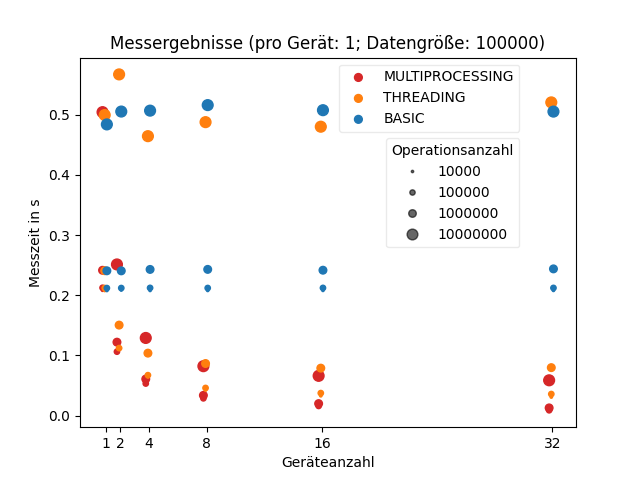 Messergebnisse (pro Gerät: 1; Datengröße: 100000)
MULTIPROCESSING
THREADING
BASIC
Operationsanzahl
10000
100000
1000000
10000000
Messzeit in s
0.5
0.4
0.3
0.2
0.1
0.0
1 2 4 8 16 32
Geräteanzahl